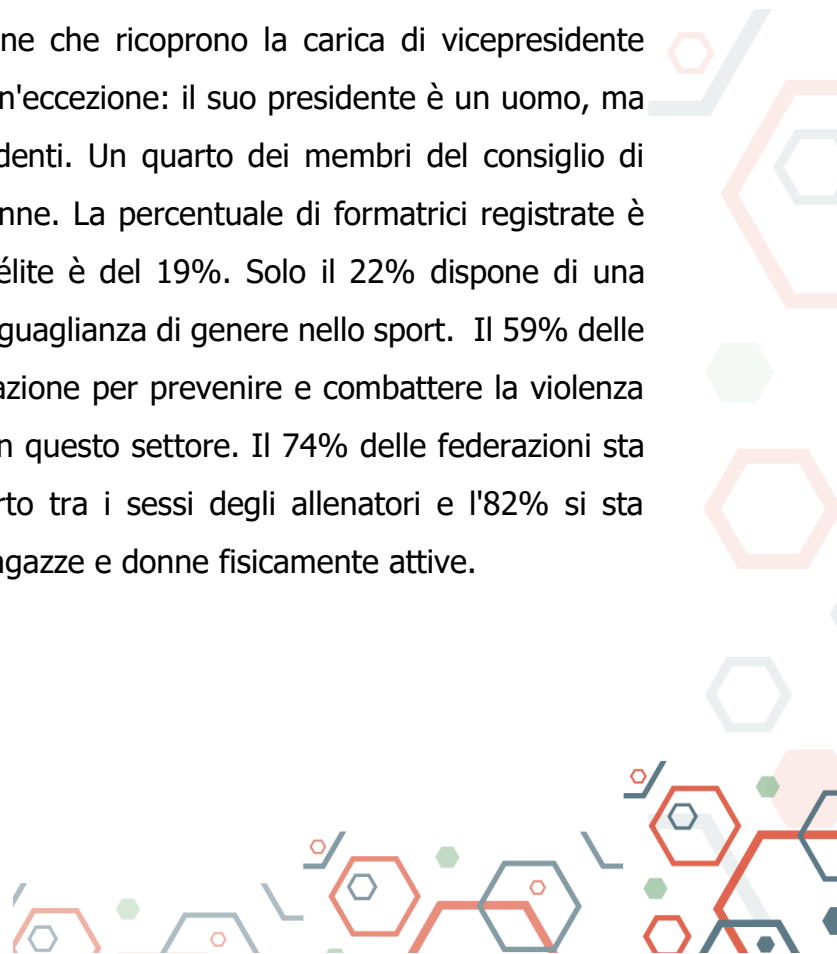 ne che ricoprono la carica di vicepresidente
n'eccezione: il suo presidente è un uomo, ma
denti. Un quarto dei membri del consiglio di
nne. La percentuale di formatrici registrate è
élite è del 19%. Solo il 22% dispone di una
guaglianza di genere nello sport. Il 59% delle
azione per prevenire e combattere la violenza
n questo settore. Il 74% delle federazioni sta
rto tra i sessi degli allenatori e l'82% si sta
agazze e donne fisicamente attive.